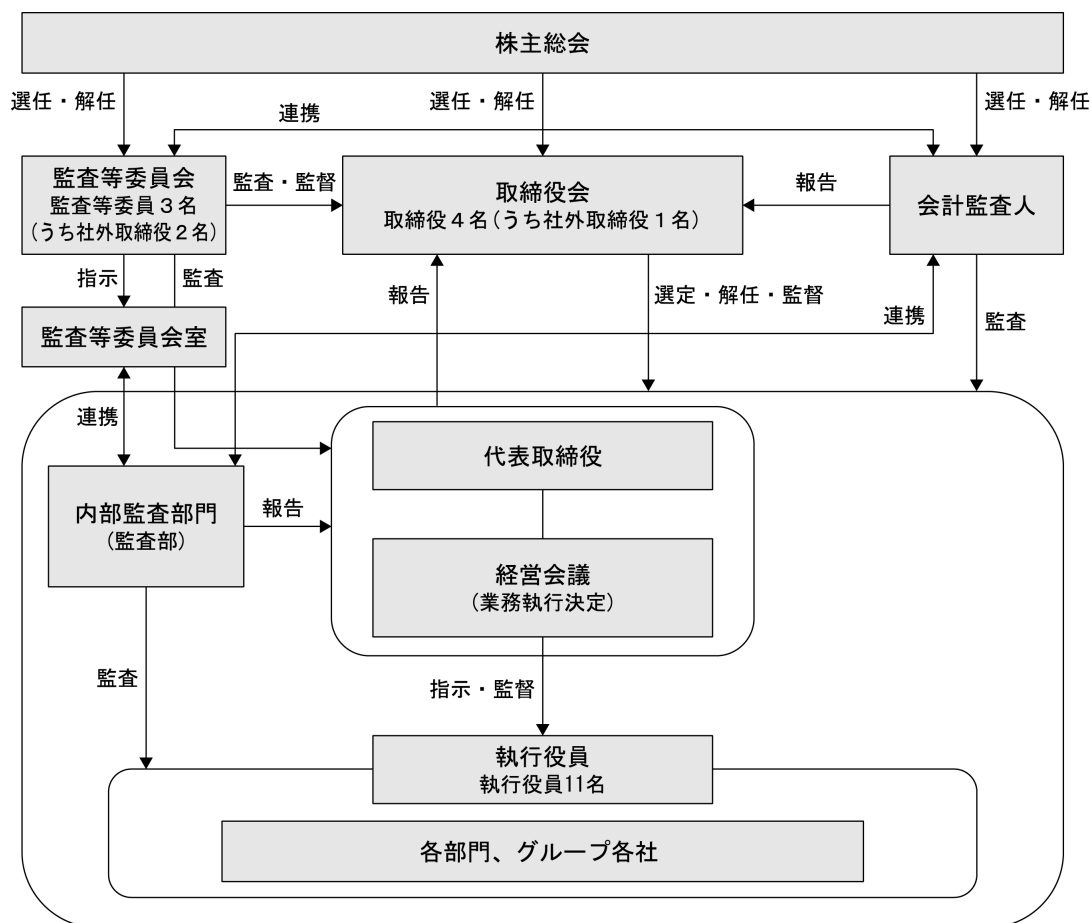 株主総会
選任・解任
選任・解任
選任・解任
連携
監査等委員会
監査等委員3名
(うち社外取締役2名)
監査・監督
取締役会
取締役4名(うち社外取締役1名)
報告
会計監査人
指示
監査
報告
選定・解任・監督
連携
監査
監査等委員会室
連携
代表取締役
内部監査部門
(監査部)
報告
経営会議
(業務執行決定)
監査
指示・監督
執行役員
執行役員11名
各部門、グループ各社